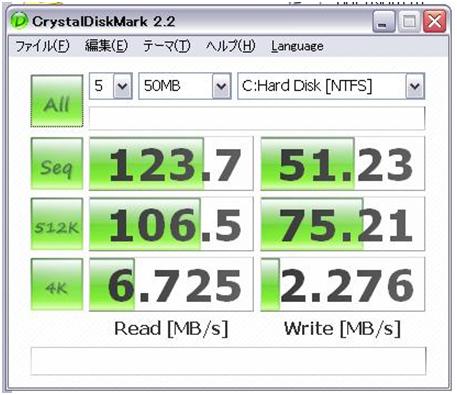 CrystalDiskMark 2.2
ファイル(F) 編集(E) テーマ(T) ヘルプ(H) Language
All 5 50MB C:Hard Disk [NTFS]
Seq 123.7 51.23
512K 106.5 75.21
4K 6.725 2.276
Read [MB/s] Write [MB/s]